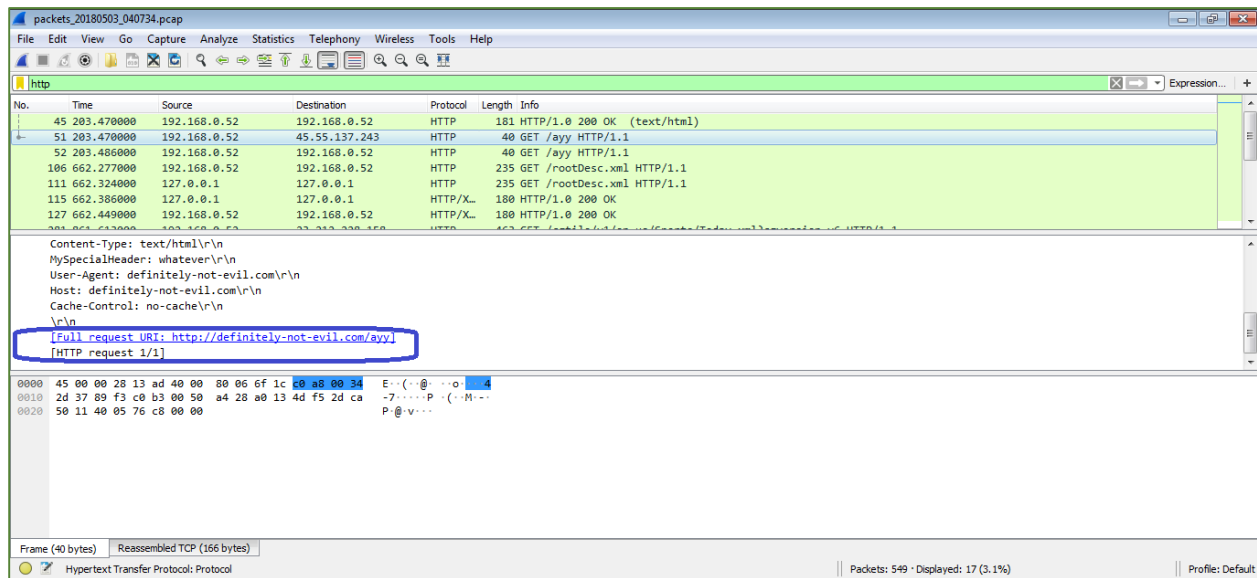 packets_20180503_040734.pcap
File Edit View Go Capture Analyze Statistics Telephony Wireless Tools Help
http Expression... +
No. Time Source Destination Protocol Length Info
45 203.470000 192.168.0.52 192.168.0.52 HTTP 181 HTTP/1.0 200 OK (text/html)
51 203.470000 192.168.0.52 45.55.137.243 HTTP 40 GET /ayy HTTP/1.1
52 203.486000 192.168.0.52 192.168.0.52 HTTP 40 GET /ayy HTTP/1.1
106 662.277000 192.168.0.52 192.168.0.52 HTTP 235 GET /rootDesc.xml HTTP/1.1
111 662.324000 127.0.0.1 127.0.0.1 HTTP 235 GET /rootDesc.xml HTTP/1.1
115 662.386000 127.0.0.1 127.0.0.1 HTTP/X... 180 HTTP/1.0 200 OK
127 662.449000 192.168.0.52 192.168.0.52 HTTP/X... 180 HTTP/1.0 200 OK
Content-Type: text/html\r\n
MySpecialHeader: whatever\r\n
User-Agent: definitely-not-evil.com\r\n
Host: definitely-not-evil.com\r\n
Cache-Control: no-cache\r\n
\r\n
[Full request URI: http://definitely-not-evil.com/ayy]
[HTTP request 1/1]
0000 45 00 00 28 13 ad 40 00 80 06 6f 1c c0 a8 00 34 E··(··@· ··o····4
0010 2d 37 89 f3 c0 b3 00 50 a4 28 a0 13 4d f5 2d ca -7·····P ·(··M·-·
0020 50 11 40 05 76 c8 00 00 P·@·v···
Frame (40 bytes) Reassembled TCP (166 bytes)
Hypertext Transfer Protocol: Protocol Packets: 549 · Displayed: 17 (3.1%) Profile: Default